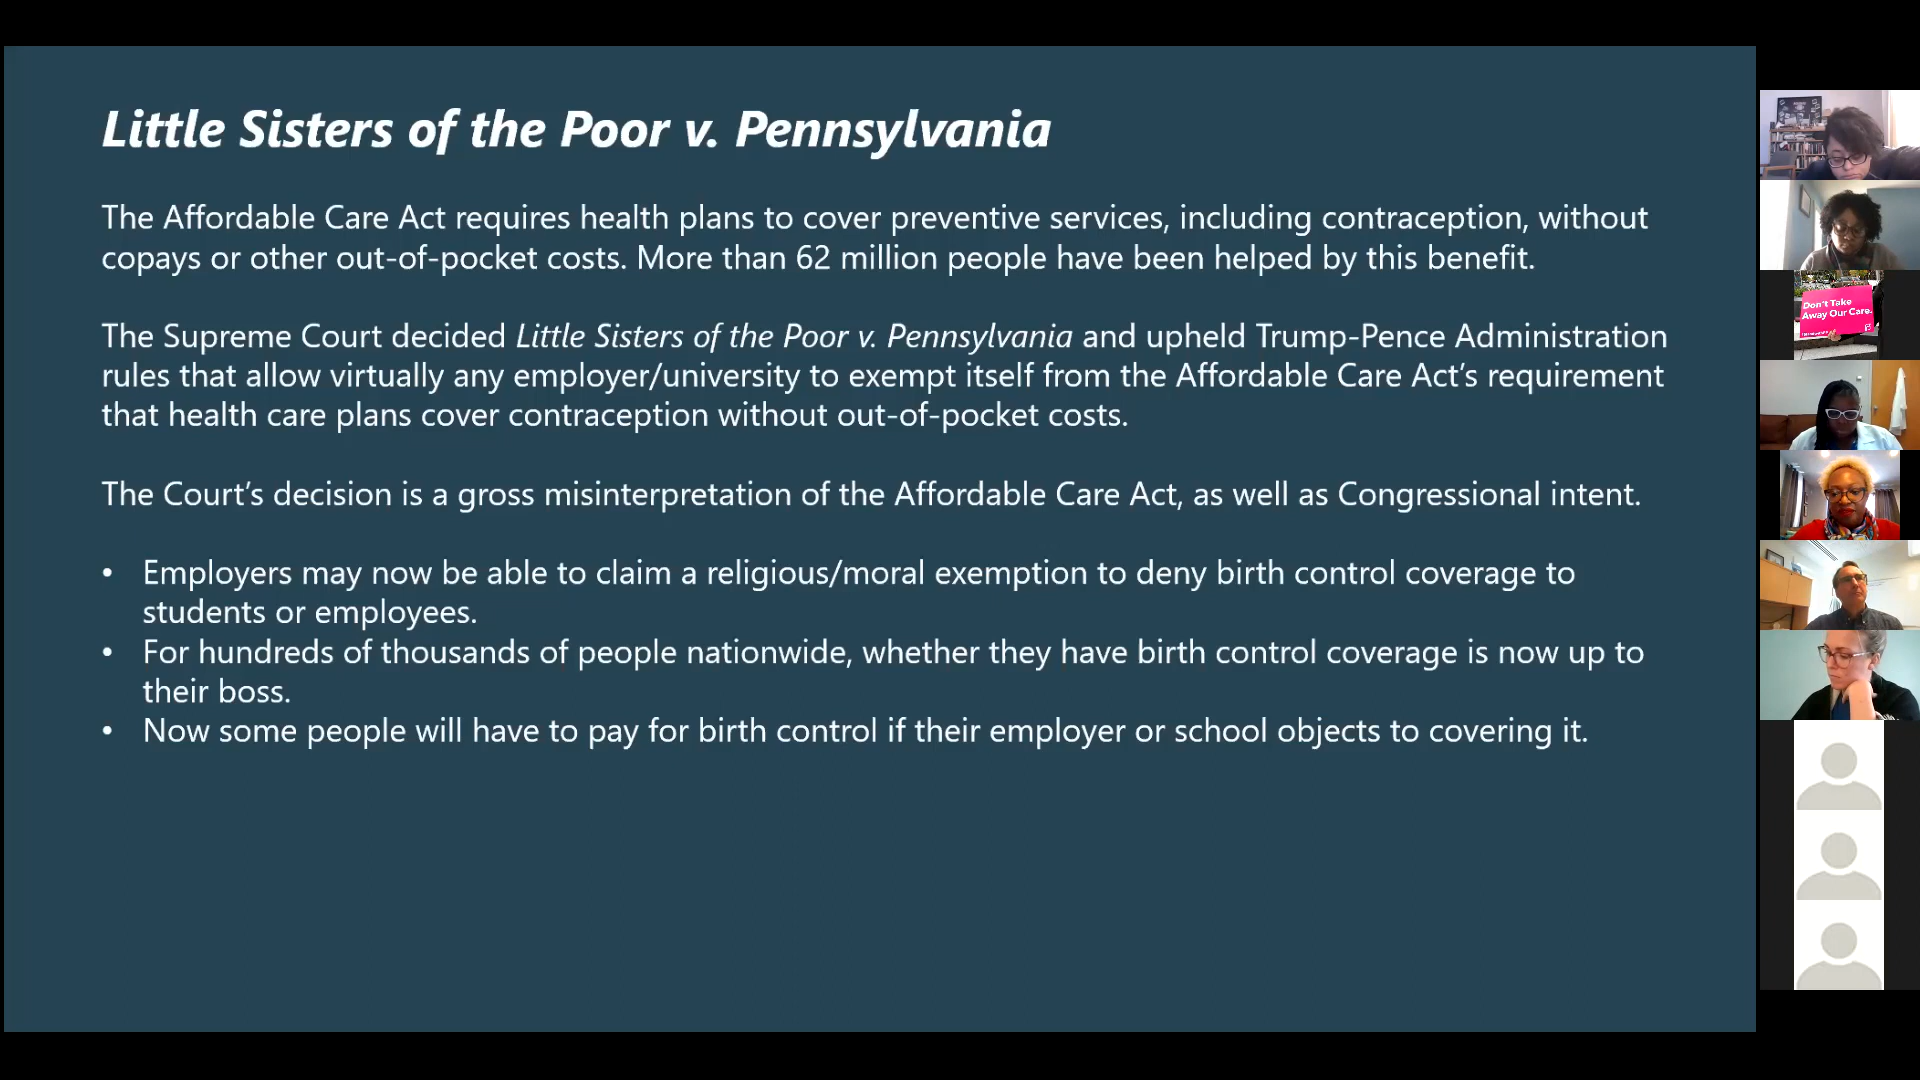 Little Sisters of the Poor v. Pennsylvania
The Affordable Care Act requires health plans to cover preventive services, including contraception, without
copays or other out-of-pocket costs. More than 62 million people have been helped by this benefit.
The Supreme Court decided Little Sisters of the Poor v. Pennsylvania and upheld Trump-Pence Administration
rules that allow virtually any employer/university to exempt itself from the Affordable Care Act’s requirement
that health care plans cover contraception without out-of-pocket costs.
The Court’s decision is a gross misinterpretation of the Affordable Care Act, as well as Congressional intent.
• Employers may now be able to claim a religious/moral exemption to deny birth control coverage to
students or employees.
• For hundreds of thousands of people nationwide, whether they have birth control coverage is now up to
their boss.
• Now some people will have to pay for birth control if their employer or school objects to covering it.
Don't Take
Away Our Care.